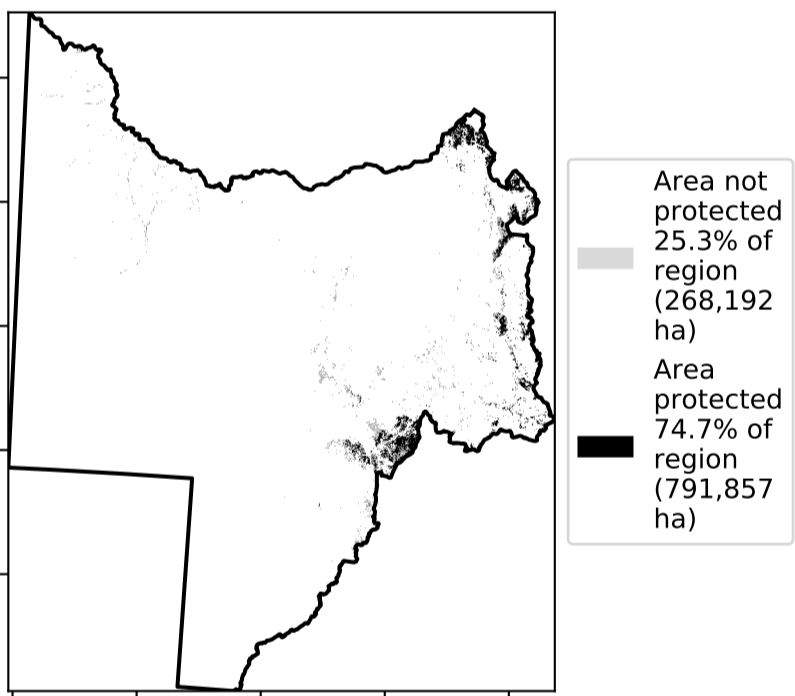 Area not
protected
25.3% of
region
(268,192
ha)
Area
protected
74.7% of
region
(791,857
ha)